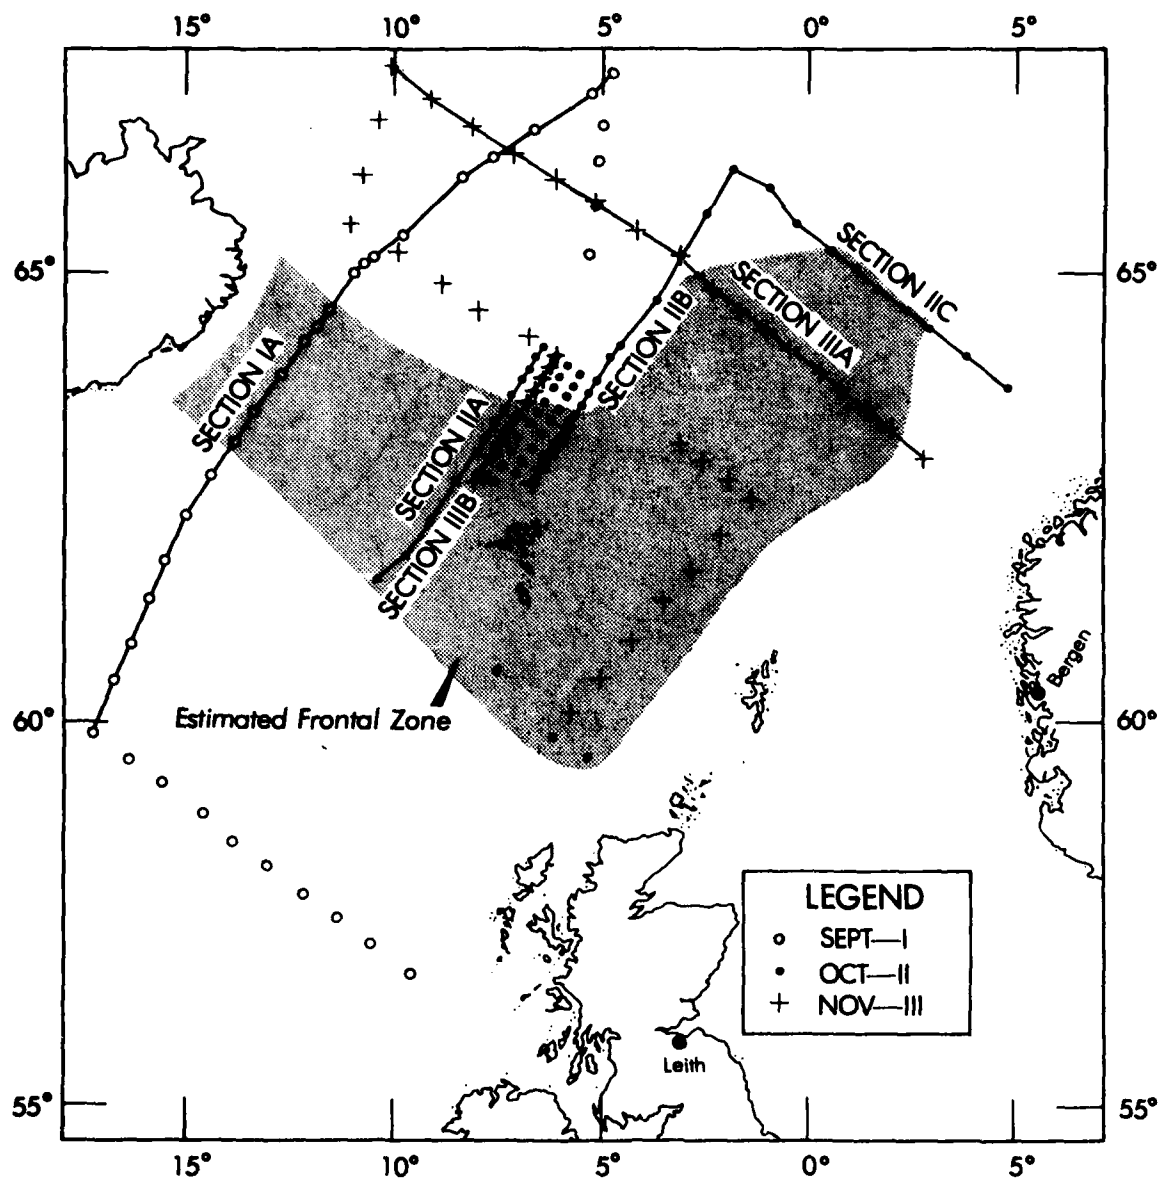 15° 10° 5° 0° 5°
SECTION IIC
65° 65°
SECTION IIIA
SECTION IIB
SECTION IA
SECTION IIA
SECTION IIIB
Bergen
Estimated Frontal Zone
60° 60°
LEGEND
SEPT—I
OCT—II
NOV—III
Leith
55° 55°
15° 10° 5° 0° 5°